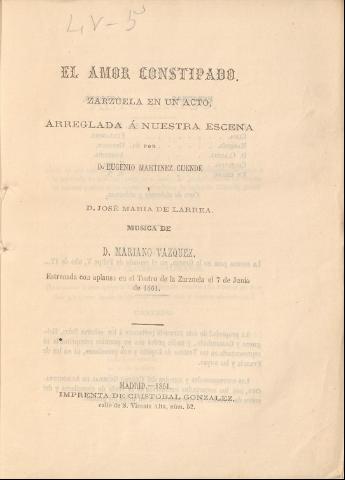 LV-5
EL AMOR CONSTIPADO,
ZARZUELA EN UN ACTO,
ARREGLADA Á NUESTRA ESCENA
POR
D. EUGENIO MARTINEZ CUENDE
Y
D. JOSÉ MARIA DE LARREA.
MUSICA DE
D. MARIANO VAZQUEZ.
Estrenada con aplauso en el Teatro de la Zarzuela el 7 de Junio
de 1861.
MADRID.—1861.
IMPRENTA DE CRISTOBAL GONZALEZ,
calle de S. Vicente Alta, núm. 52.